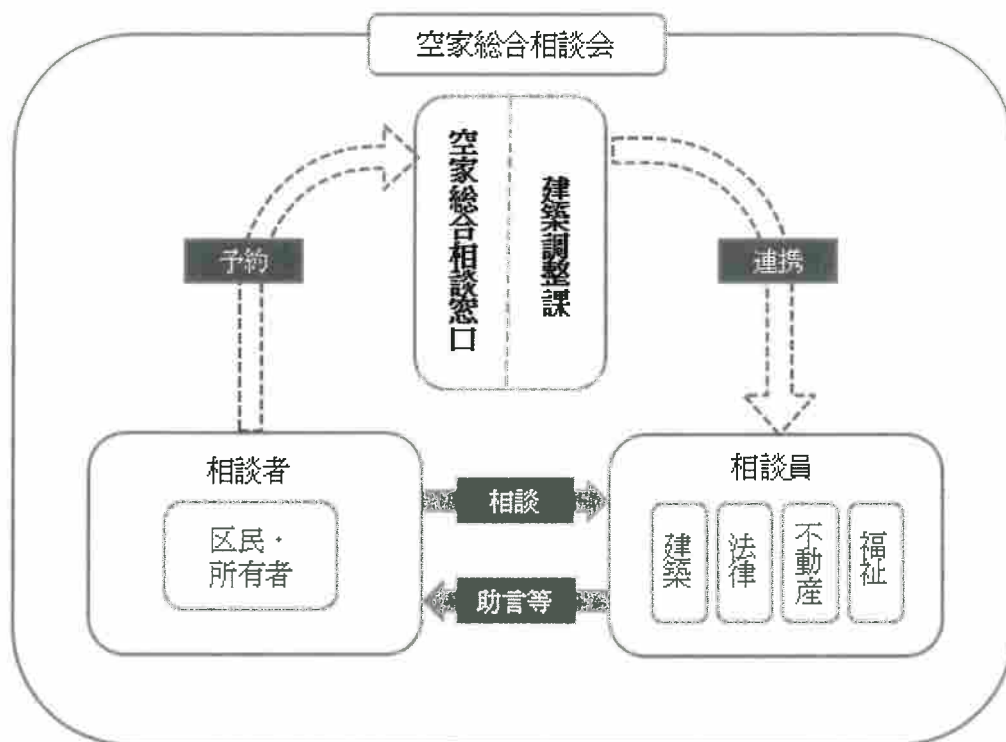 空家総合相談会
空家総合相談窓口
建築調整課
予約
連携
相談者
区民・
所有者
相談
助言等
相談員
建築
法律
不動産
福祉